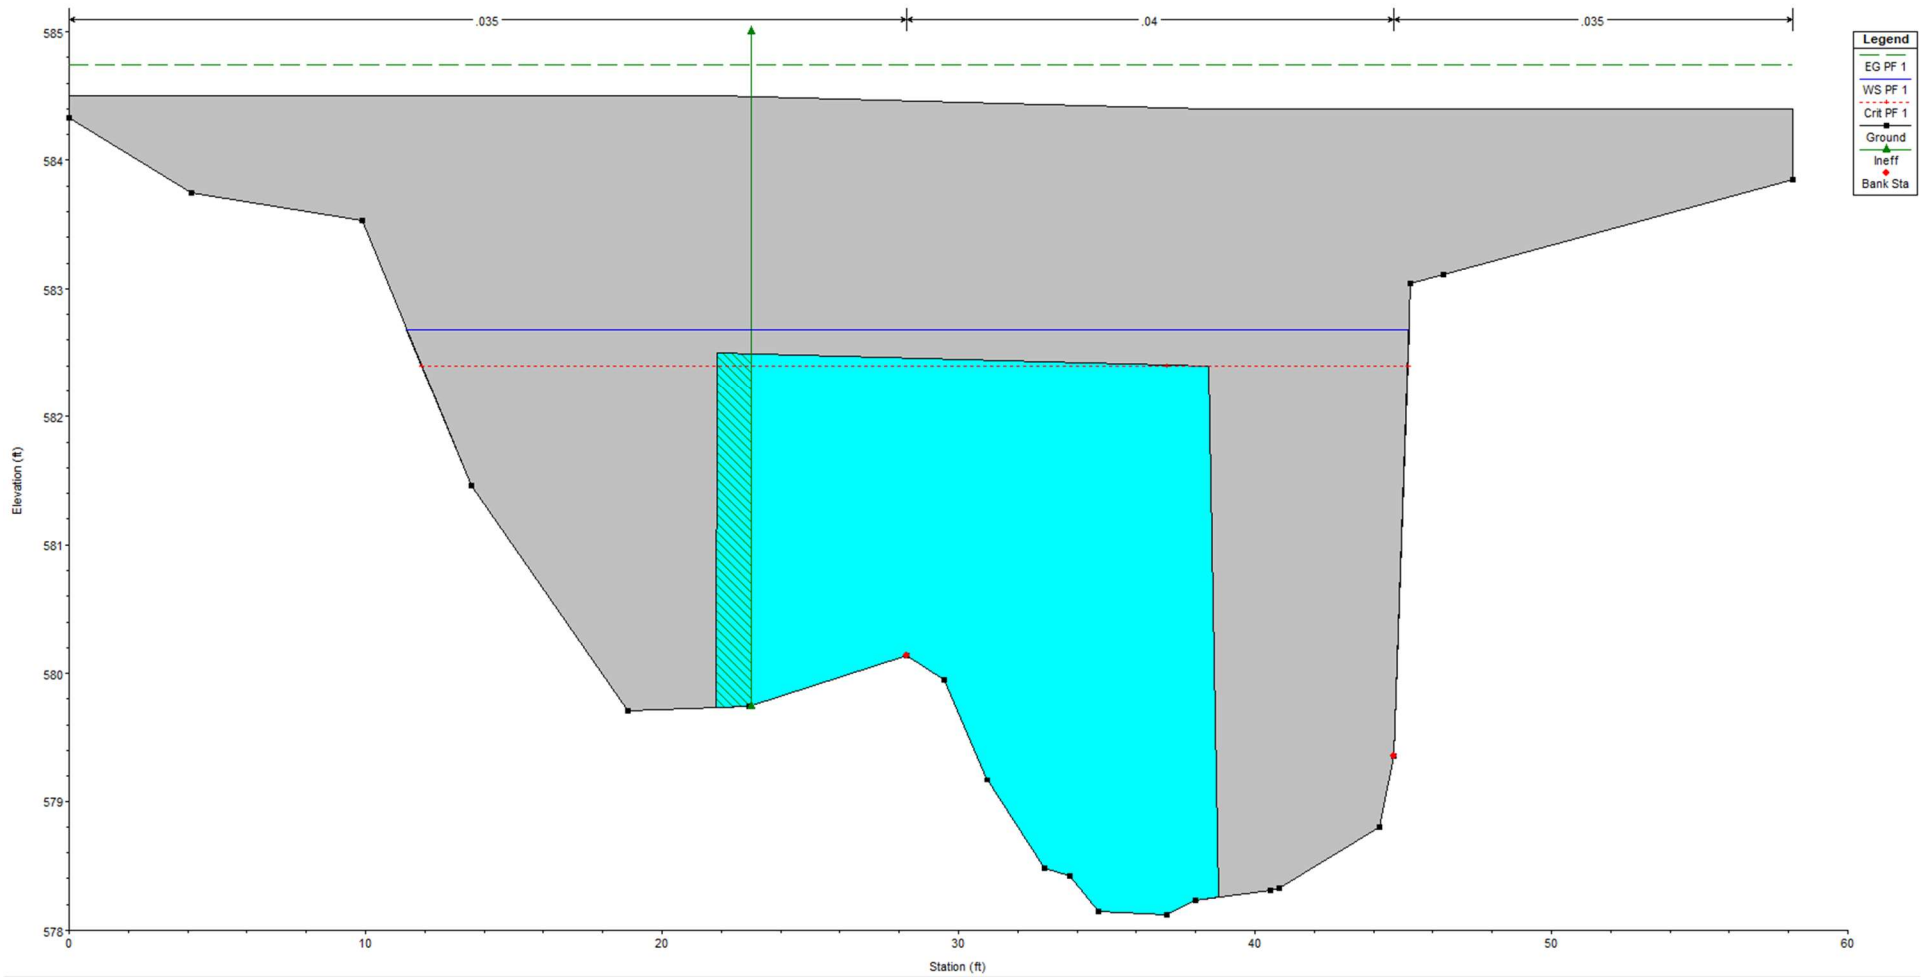 .035
.04
.035
585
584
583
582
581
580
579
578
Elevation (ft)
0
10
20
30
40
50
60
Station (ft)
Legend
EG PF 1
WS PF 1
Crit PF 1
Ground
Ineff
Bank Sta